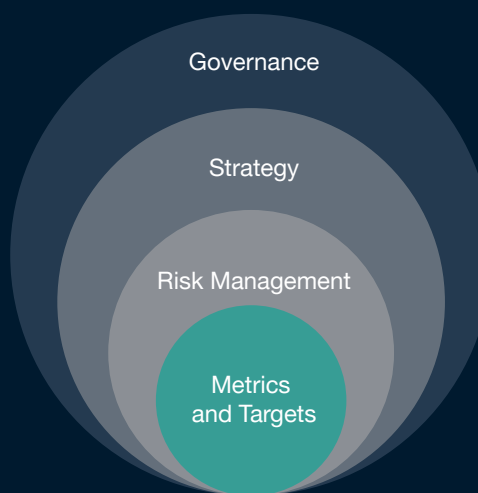 Governance
Strategy
Risk Management
Metrics
and Targets